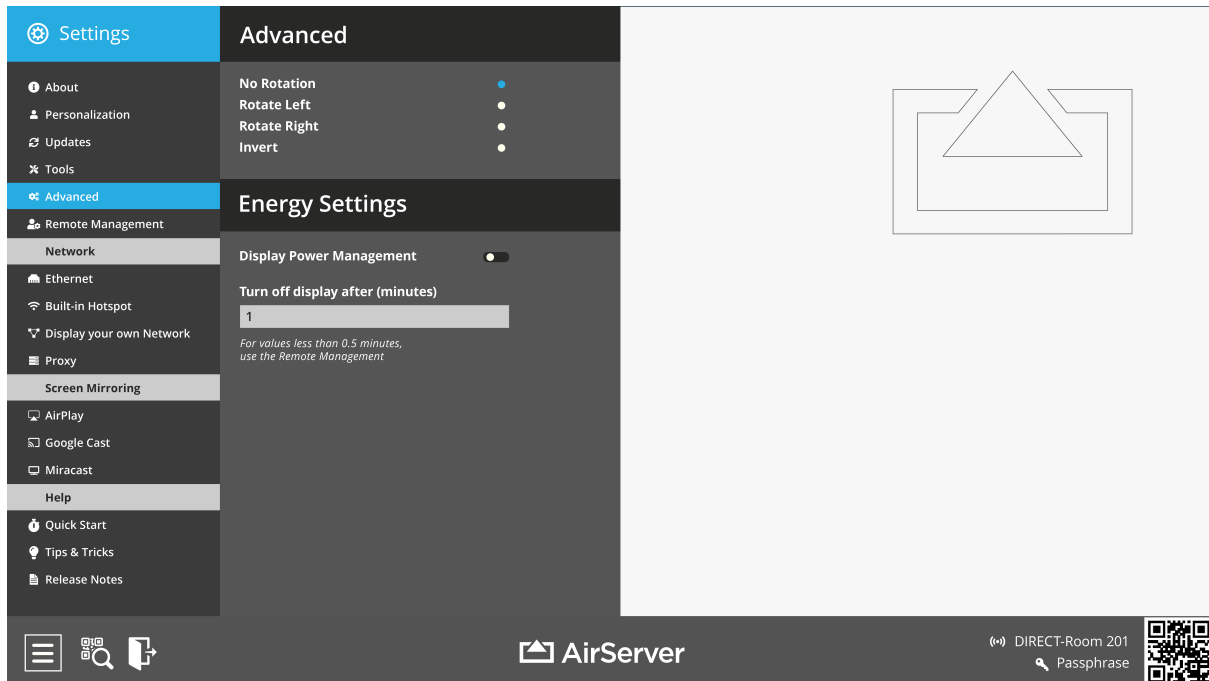 Settings
About
Personalization
Updates
Tools
Advanced
Remote Management
Network
Ethernet
Built-in Hotspot
Display your own Network
Proxy
Screen Mirroring
AirPlay
Google Cast
Miracast
Help
Quick Start
Tips & Tricks
Release Notes
Advanced
No Rotation
Rotate Left
Rotate Right
Invert
Energy Settings
Display Power Management
Turn off display after (minutes)
1
For values less than 0.5 minutes,
use the Remote Management
AirServer
DIRECT-Room 201
Passphrase